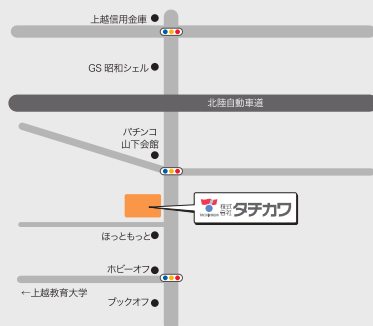 上越信用金庫
GS 昭和シェル
北陸自動車道
パチンコ
山下会館
株式会社 タチカワ
ほっともっと
ホビーオフ
←上越教育大学
ブックオフ